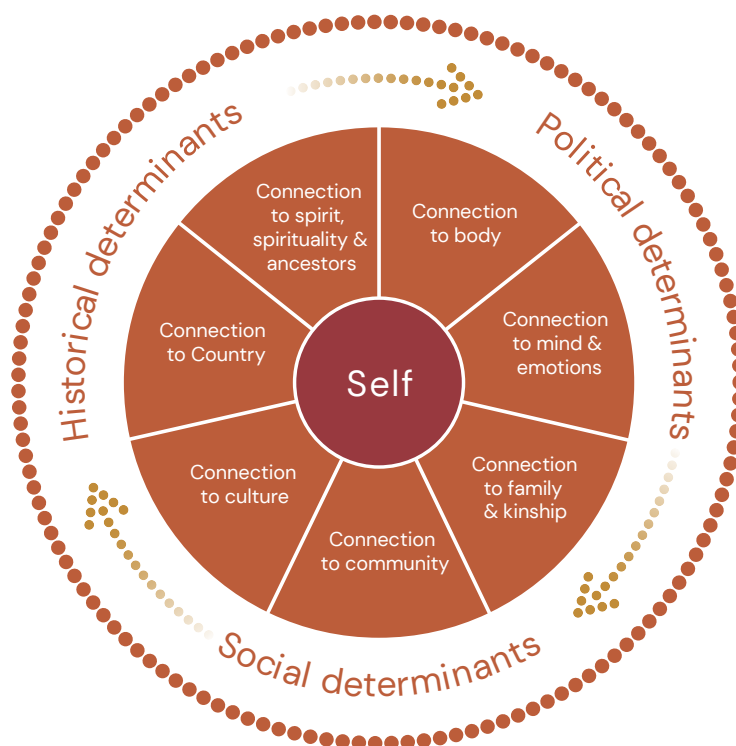 Historical determinants
Political determinants
Social determinants
Connection
to spirit,
spirituality &
ancestors
Connection
to body
Connection
to mind &
emotions
Connection
to family
& kinship
Connection
to community
Connection
to culture
Connection
to Country
Self